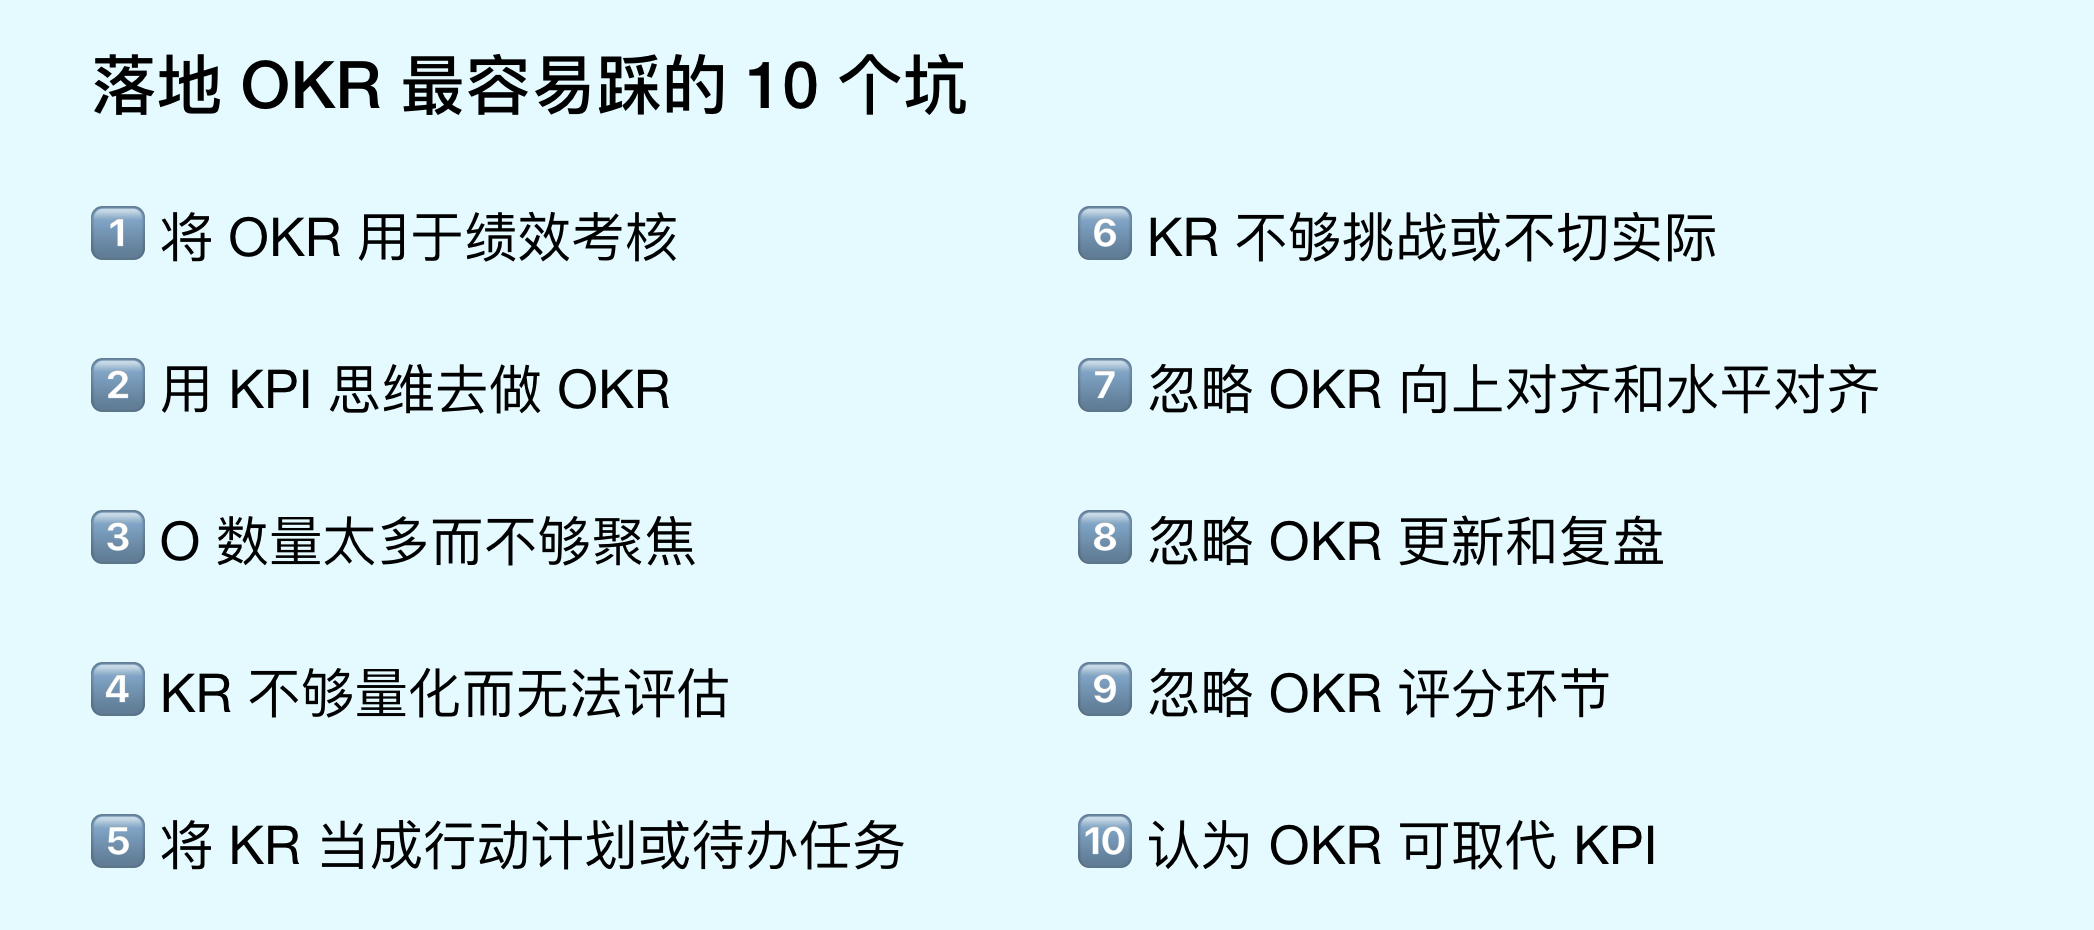 落地 OKR 最容易踩的 10 个坑
1 将 OKR 用于绩效考核
2 用 KPI 思维去做 OKR
3 O 数量太多而不够聚焦
4 KR 不够量化而无法评估
5 将 KR 当成行动计划或待办任务
6 KR 不够挑战或不切实际
7 忽略 OKR 向上对齐和水平对齐
8 忽略 OKR 更新和复盘
9 忽略 OKR 评分环节
10 认为 OKR 可取代 KPI